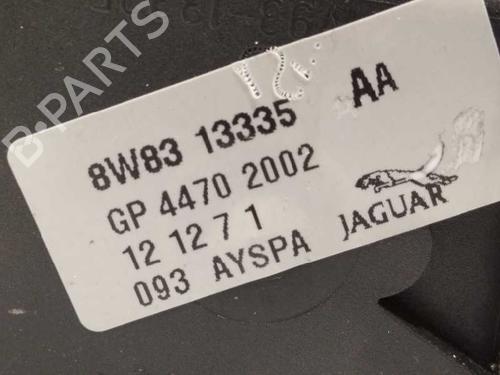 8W83 13335 AA
GP 4470 2002
12 12 7 1
093 AYSPA JAGUAR
B-PARTS